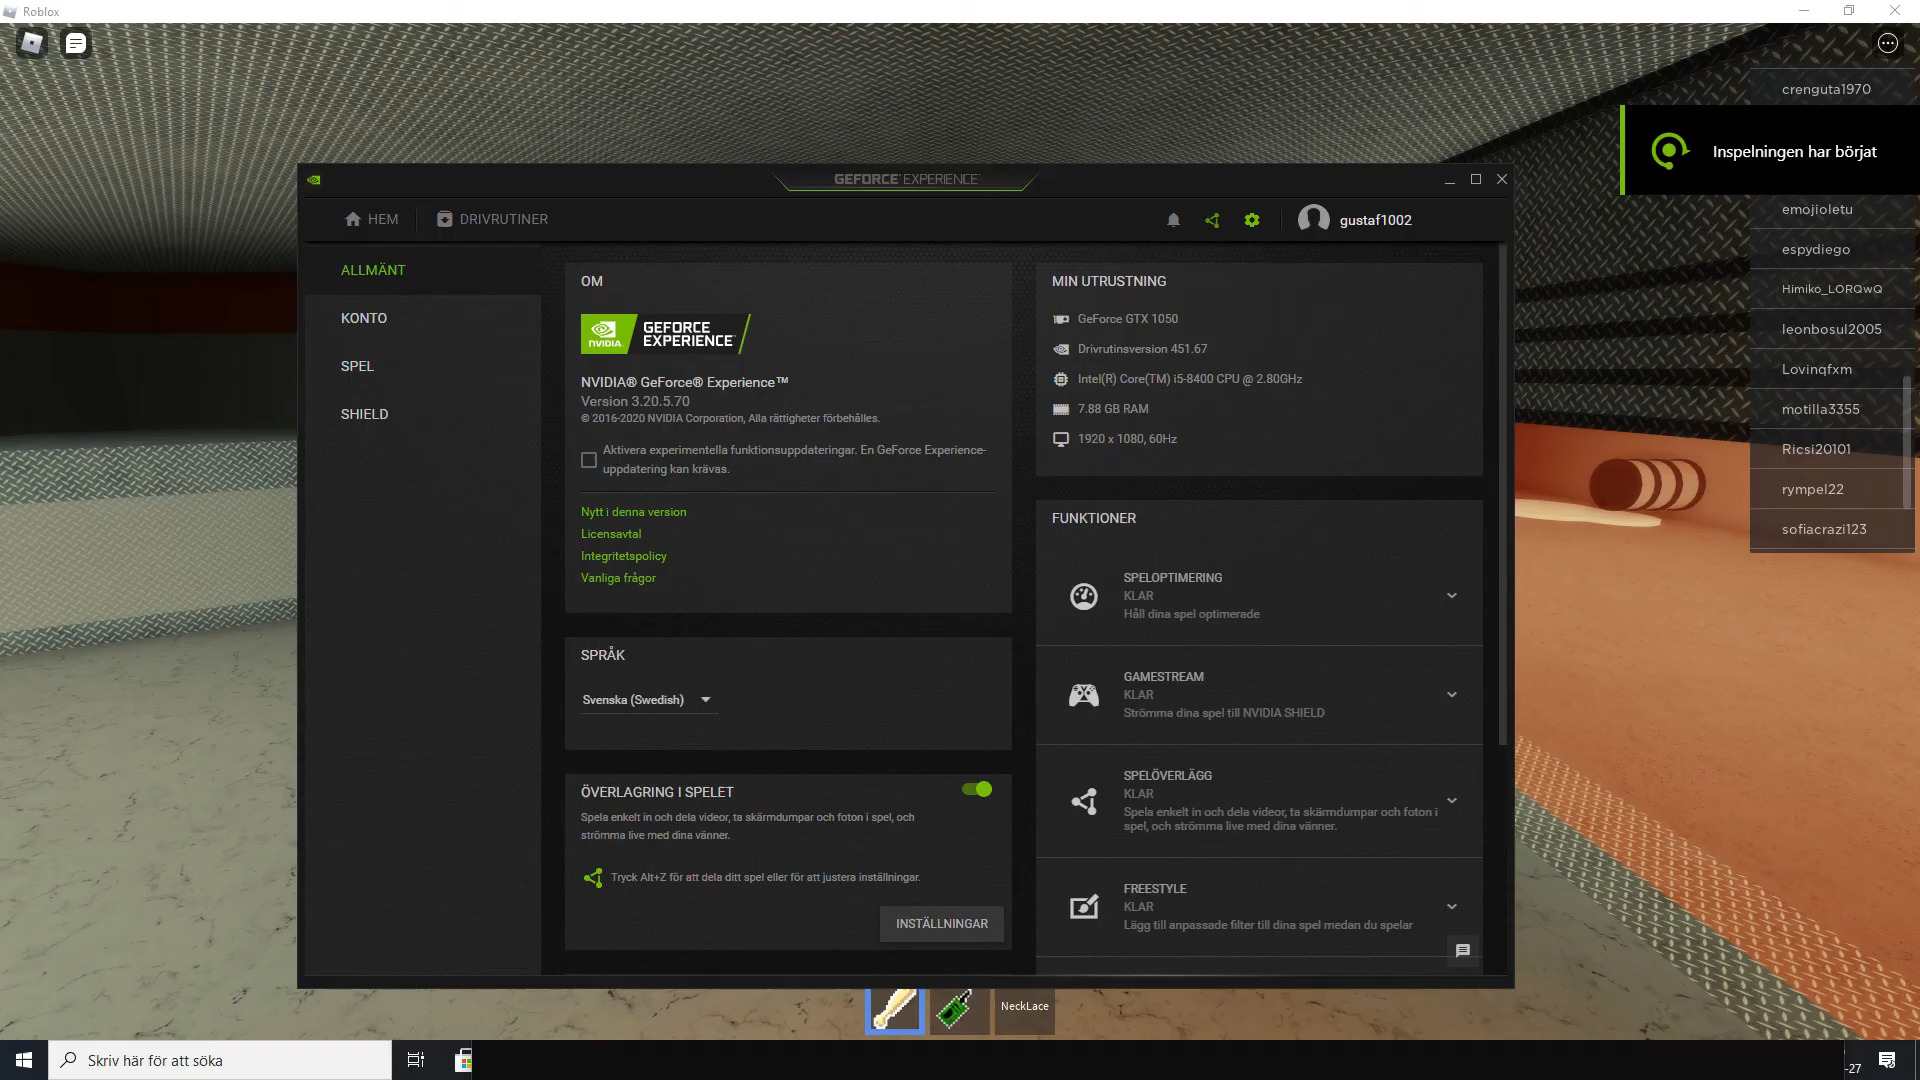 Roblox
crenguta1970
Inspelningen har börjat
emojioletu
espydiego
Himiko_LORQwQ
leonbosul2005
Lovinqfxm
motilla3355
Ricsi20101
rympel22
sofiacrazi123
GEFORCE® EXPERIENCE™
HEM
DRIVRUTINER
gustaf1002
ALLMÄNT
KONTO
SPEL
SHIELD
OM
NVIDIA.
GEFORCE
EXPERIENCE™
NVIDIA® GeForce® Experience™
Version 3.20.5.70
© 2016-2020 NVIDIA Corporation, Alla rättigheter förbehålles.
Aktivera experimentella funktionsuppdateringar. En GeForce Experience-
uppdatering kan krävas.
Nytt i denna version
Licensavtal
Integritetspolicy
Vanliga frågor
SPRÅK
Svenska (Swedish)
ÖVERLAGRING I SPELET
Spela enkelt in och dela videor, ta skärmdumpar och foton i spel, och
strömma live med dina vänner.
Tryck Alt+Z för att dela ditt spel eller för att justera inställningar.
INSTÄLLNINGAR
MIN UTRUSTNING
GeForce GTX 1050
Drivrutinsversion 451.67
Intel(R) Core(TM) i5-8400 CPU @ 2.80GHz
7.88 GB RAM
1920 x 1080, 60Hz
FUNKTIONER
SPELOPTIMERING
KLAR
Håll dina spel optimerade
GAMESTREAM
KLAR
Strömma dina spel till NVIDIA SHIELD
SPELÖVERLÄGG
KLAR
Spela enkelt in och dela videor, ta skärmdumpar och foton i
spel, och strömma live med dina vänner.
FREESTYLE
KLAR
Lägg till anpassade filter till dina spel medan du spelar
NeckLace
Skriv här för att söka
-27